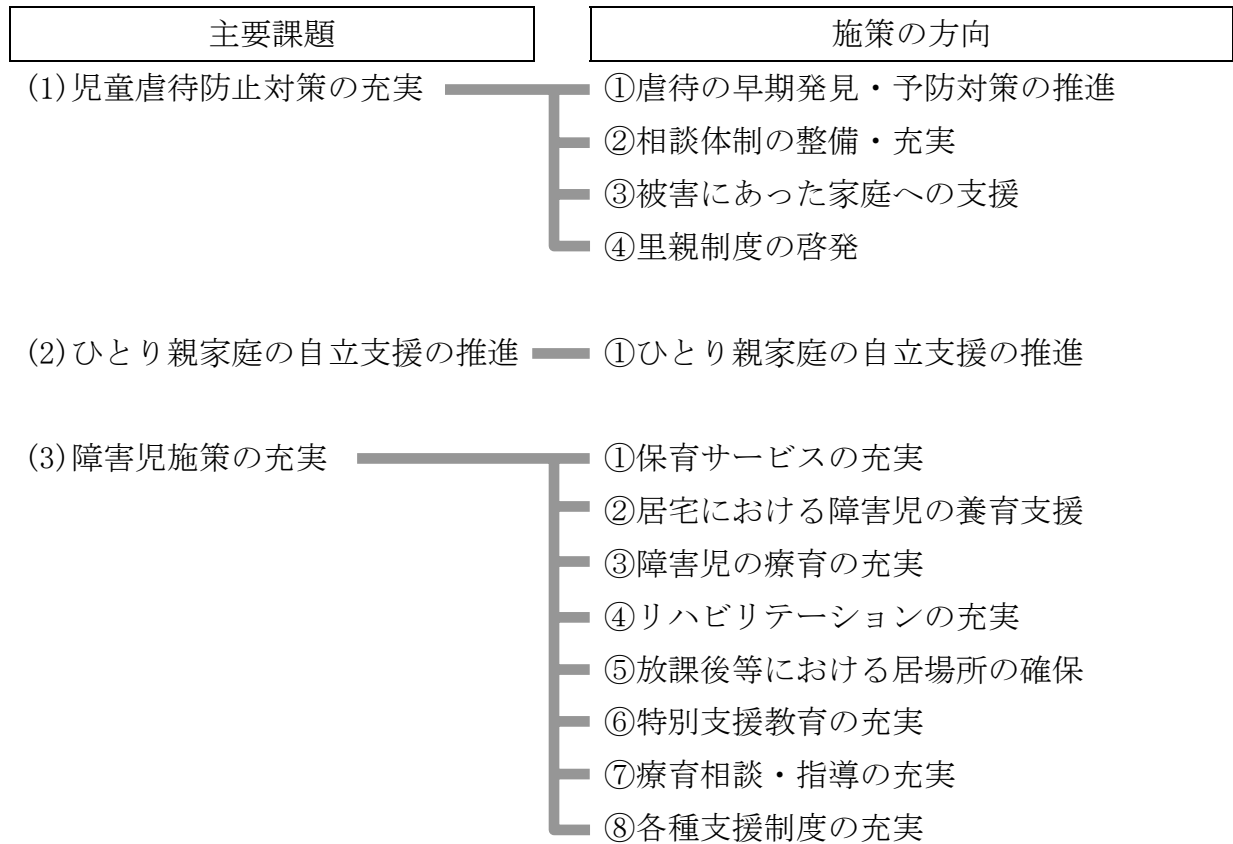 主要課題
施策の方向
(1)児童虐待防止対策の充実
①虐待の早期発見・予防対策の推進
②相談体制の整備・充実
③被害にあった家庭への支援
④里親制度の啓発
(2)ひとり親家庭の自立支援の推進
①ひとり親家庭の自立支援の推進
(3)障害児施策の充実
①保育サービスの充実
②居宅における障害児の養育支援
③障害児の療育の充実
④リハビリテーションの充実
⑤放課後等における居場所の確保
⑥特別支援教育の充実
⑦療育相談・指導の充実
⑧各種支援制度の充実